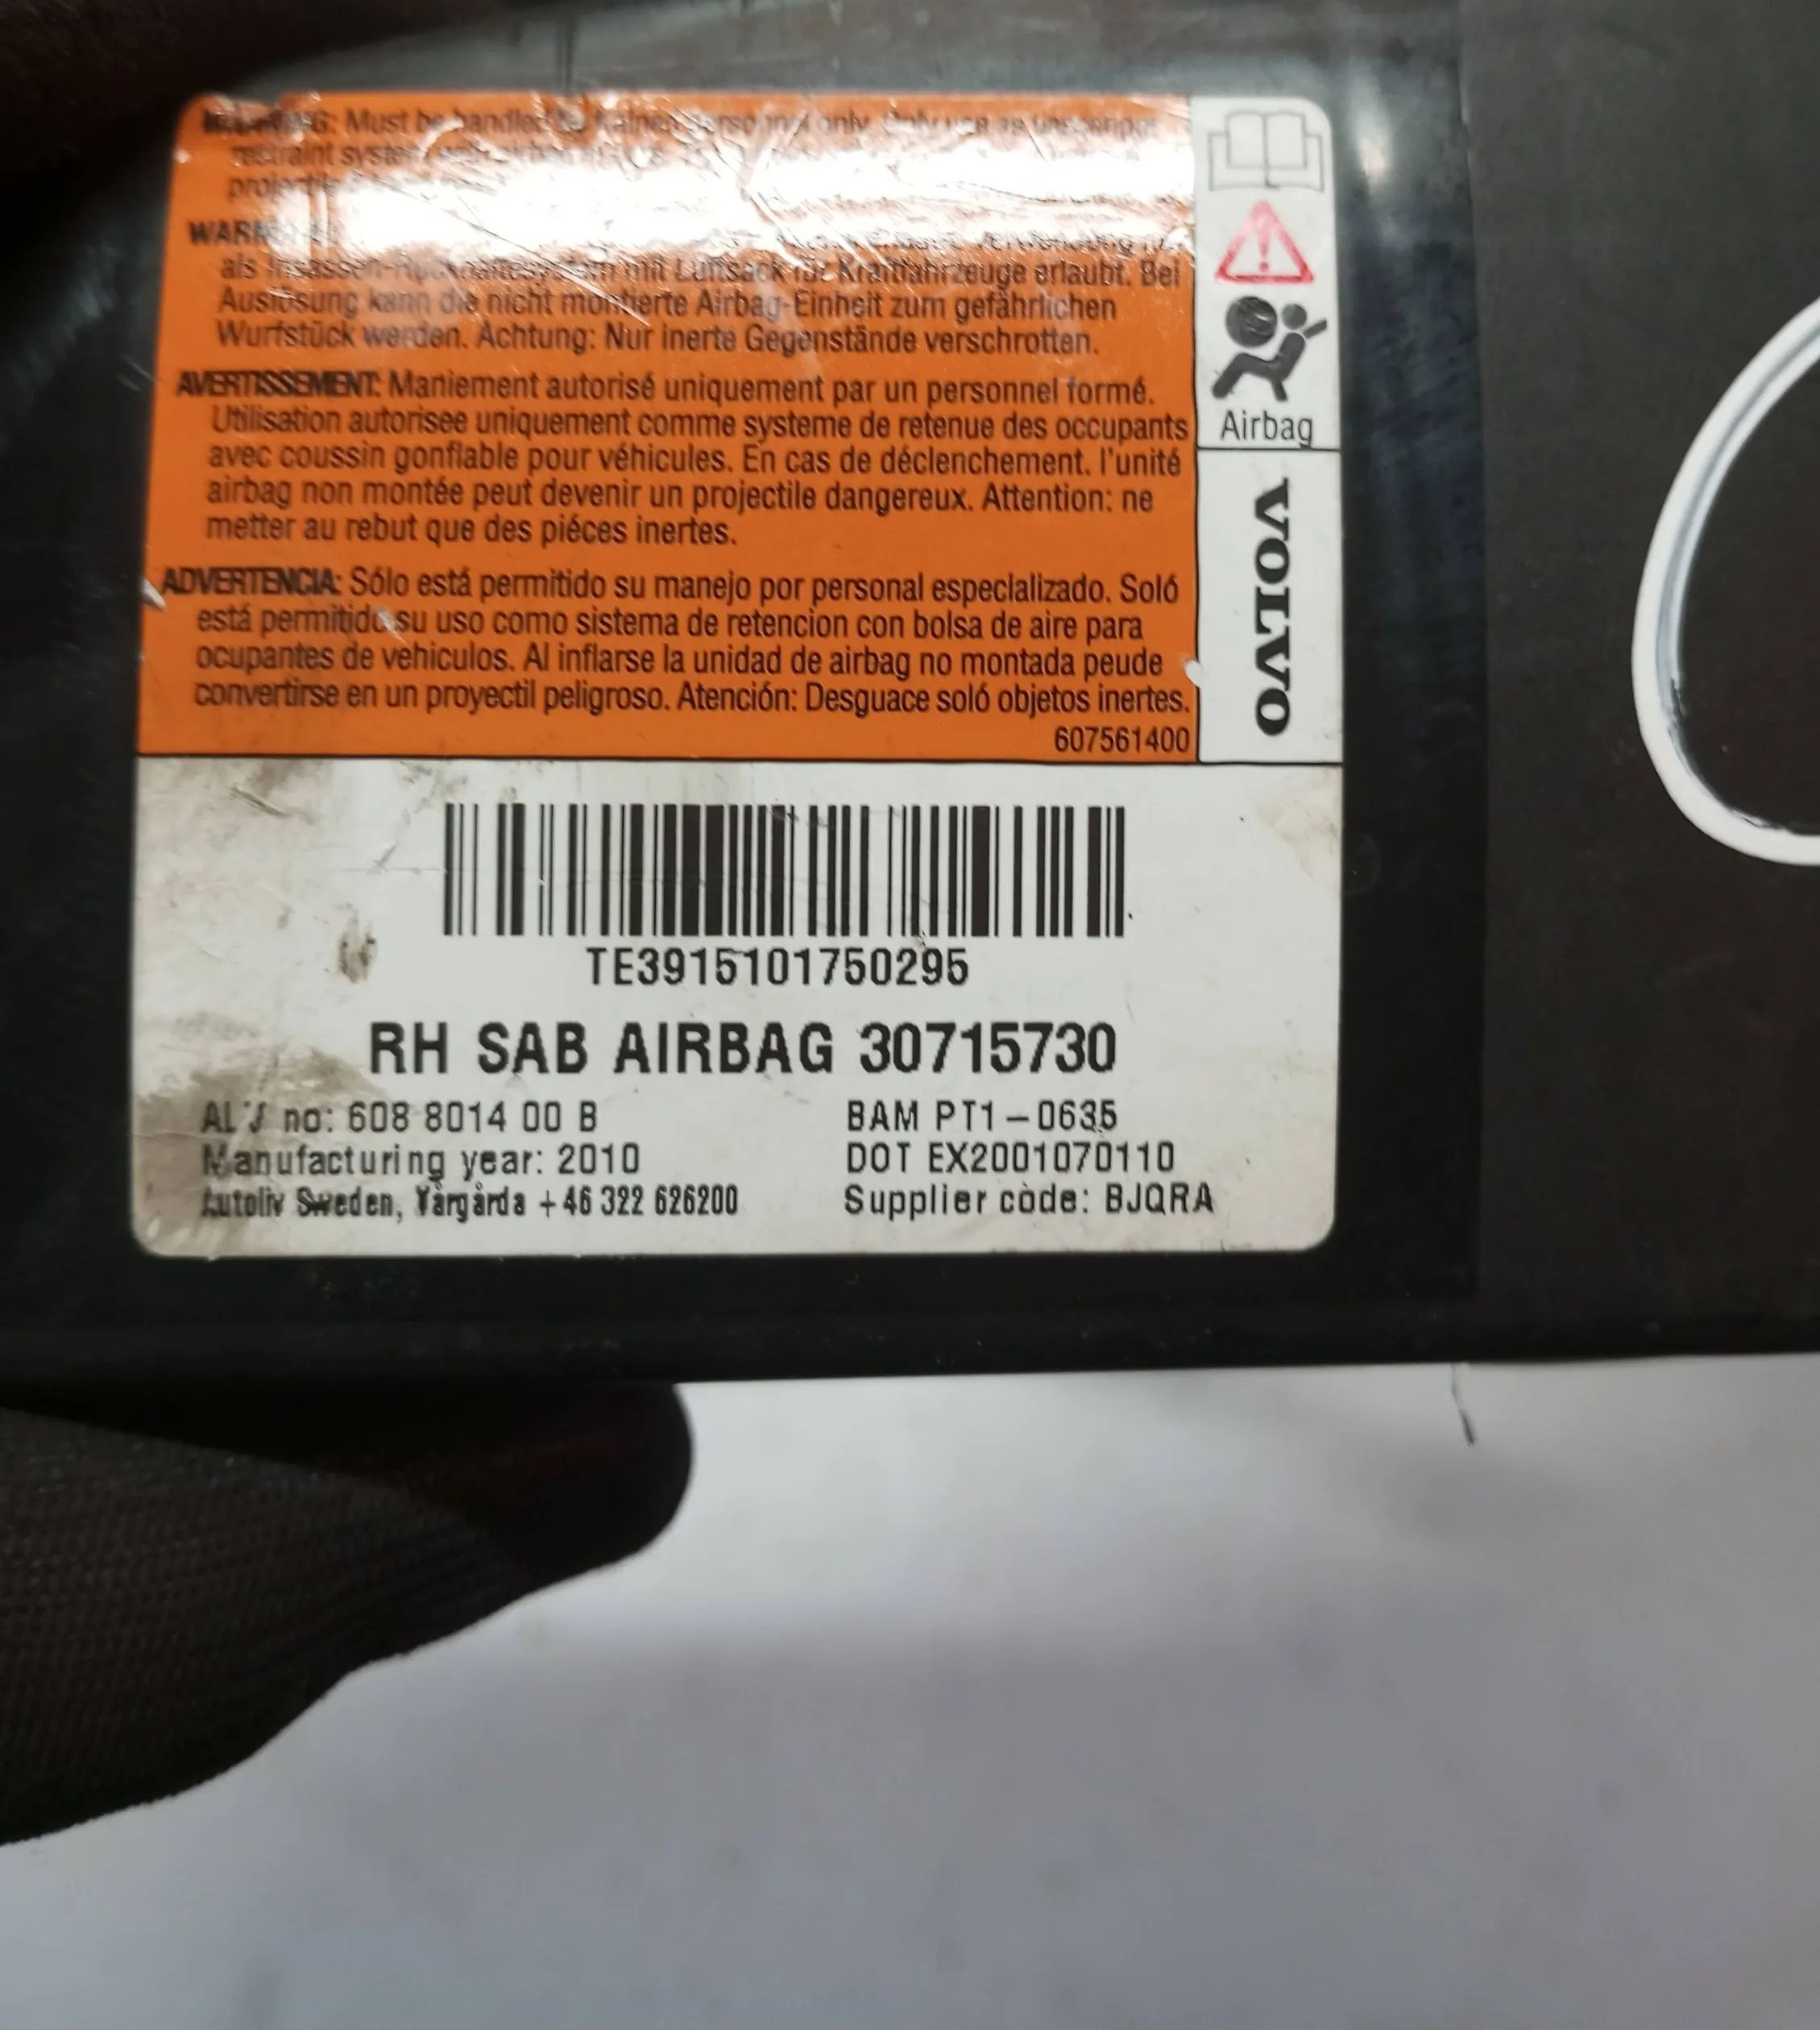 Must be handled only. Only use as
restraint system
als mit Luftsack für Kraftfahrzeuge erlaubt. Bei
Auslösung kann die nicht montierte Airbag-Einheit zum gefährlichen
Wurfstück werden. Achtung: Nur inerte Gegenstände verschrotten.
AVERTISSEMENT: Maniement autorisé uniquement par un personnel formé.
Utilisation autorisee uniquement comme systeme de retenue des occupants
avec coussin gonflable pour véhicules. En cas de déclenchement. l'unité
airbag non montée peut devenir un projectile dangereux. Attention: ne
metter au rebut que des piéces inertes.
ADVERTENCIA: Sólo está permitido su manejo por personal especializado. Soló
está permitido su uso como sistema de retencion con bolsa de aire para
ocupantes de vehiculos. Al inflarse la unidad de airbag no montada peude
convertirse en un proyectil peligroso. Atención: Desguace soló objetos inertes.
607561400
Airbag
VOLVO
TE3915101750295
RH SAB AIRBAG 30715730
no: 608 8014 00 B
BAM PT1-0635
Manufacturing year: 2010
DOT EX2001070110
Autoliv Sweden, Vårgårda +46 322 626200
Supplier code: BJQRA